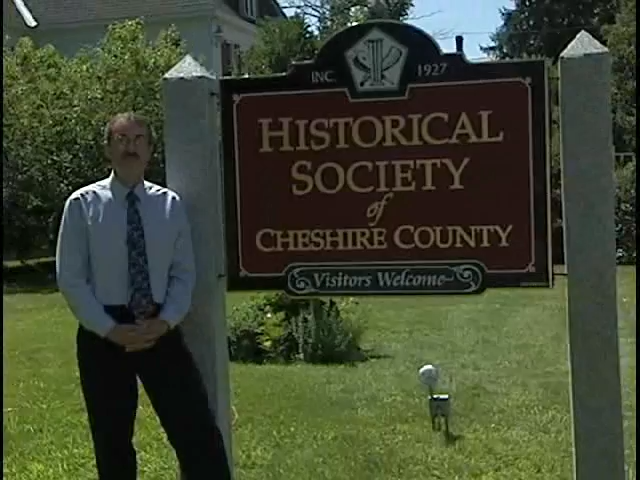 INC. 1927
HISTORICAL
SOCIETY
of
CHESHIRE COUNTY
Visitors Welcome